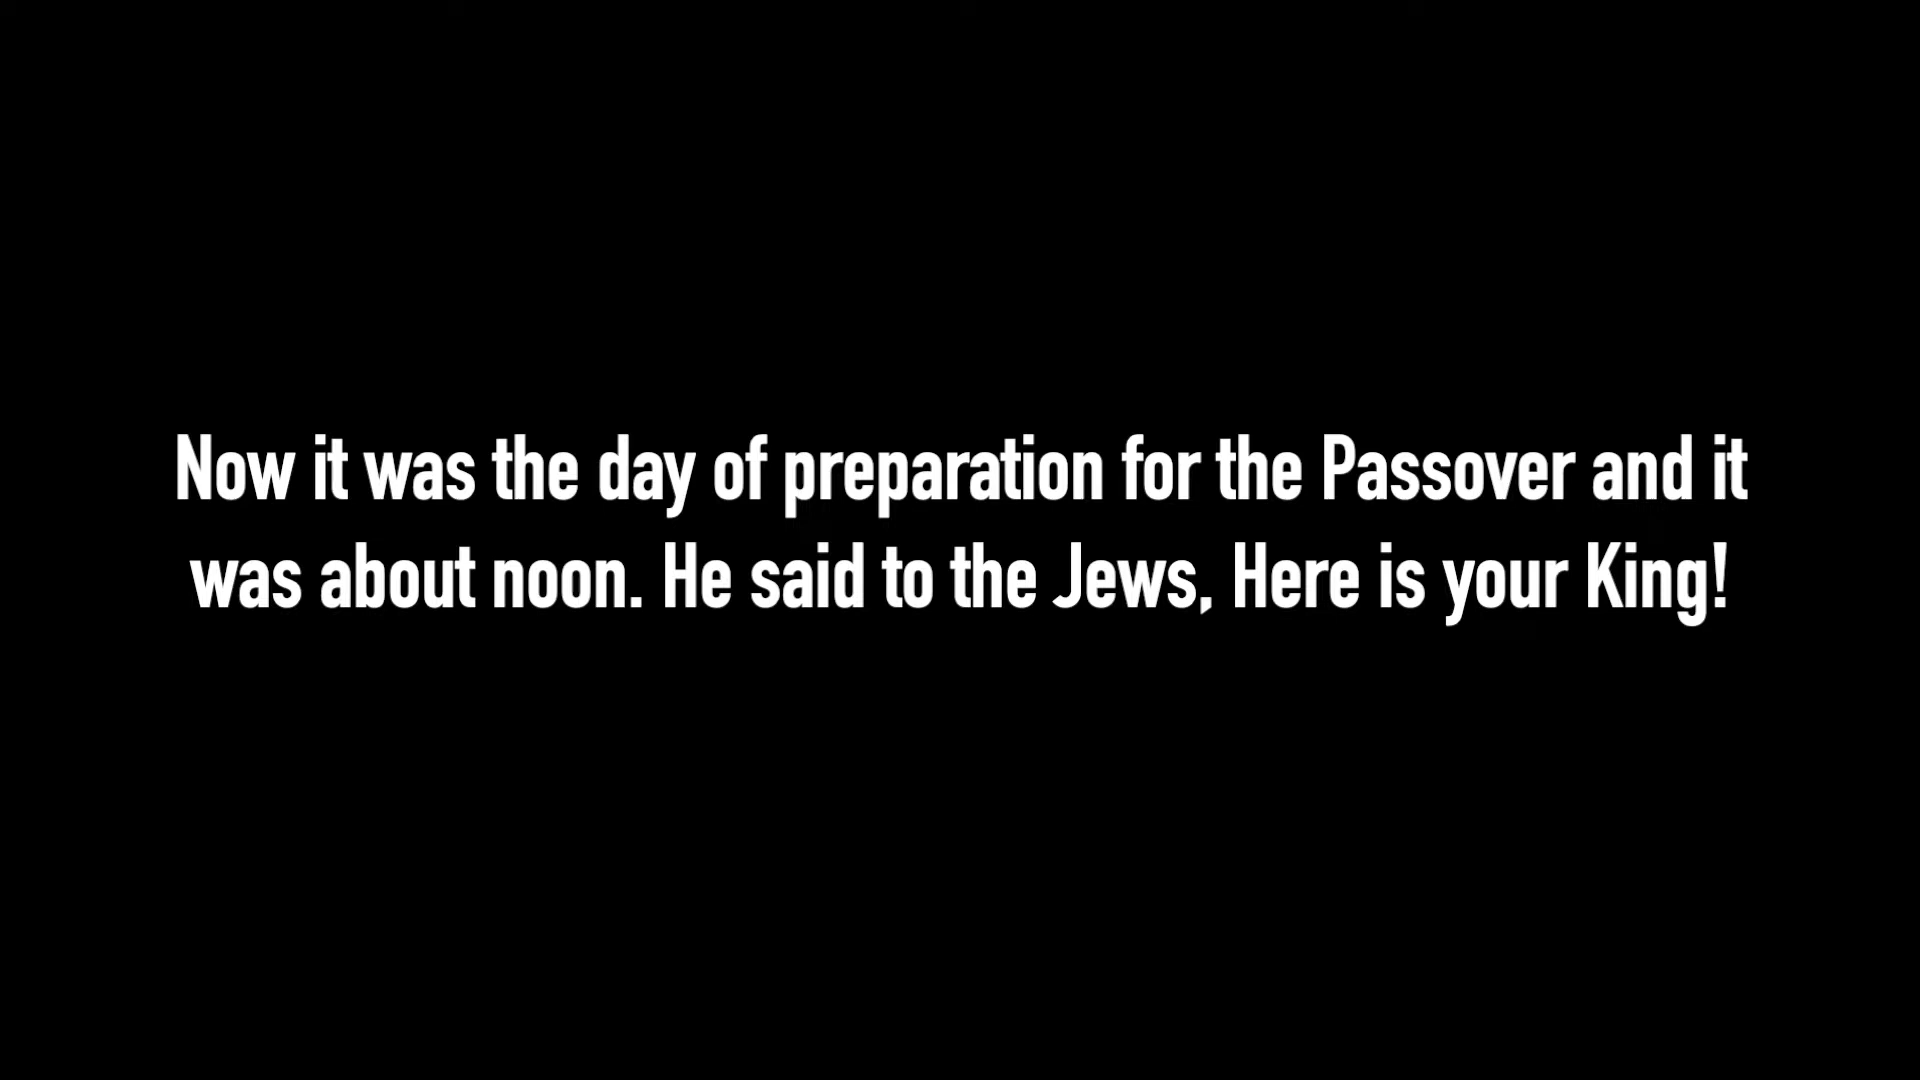 Now it was the day of preparation for the Passover and it
was about noon. He said to the Jews, Here is your King!